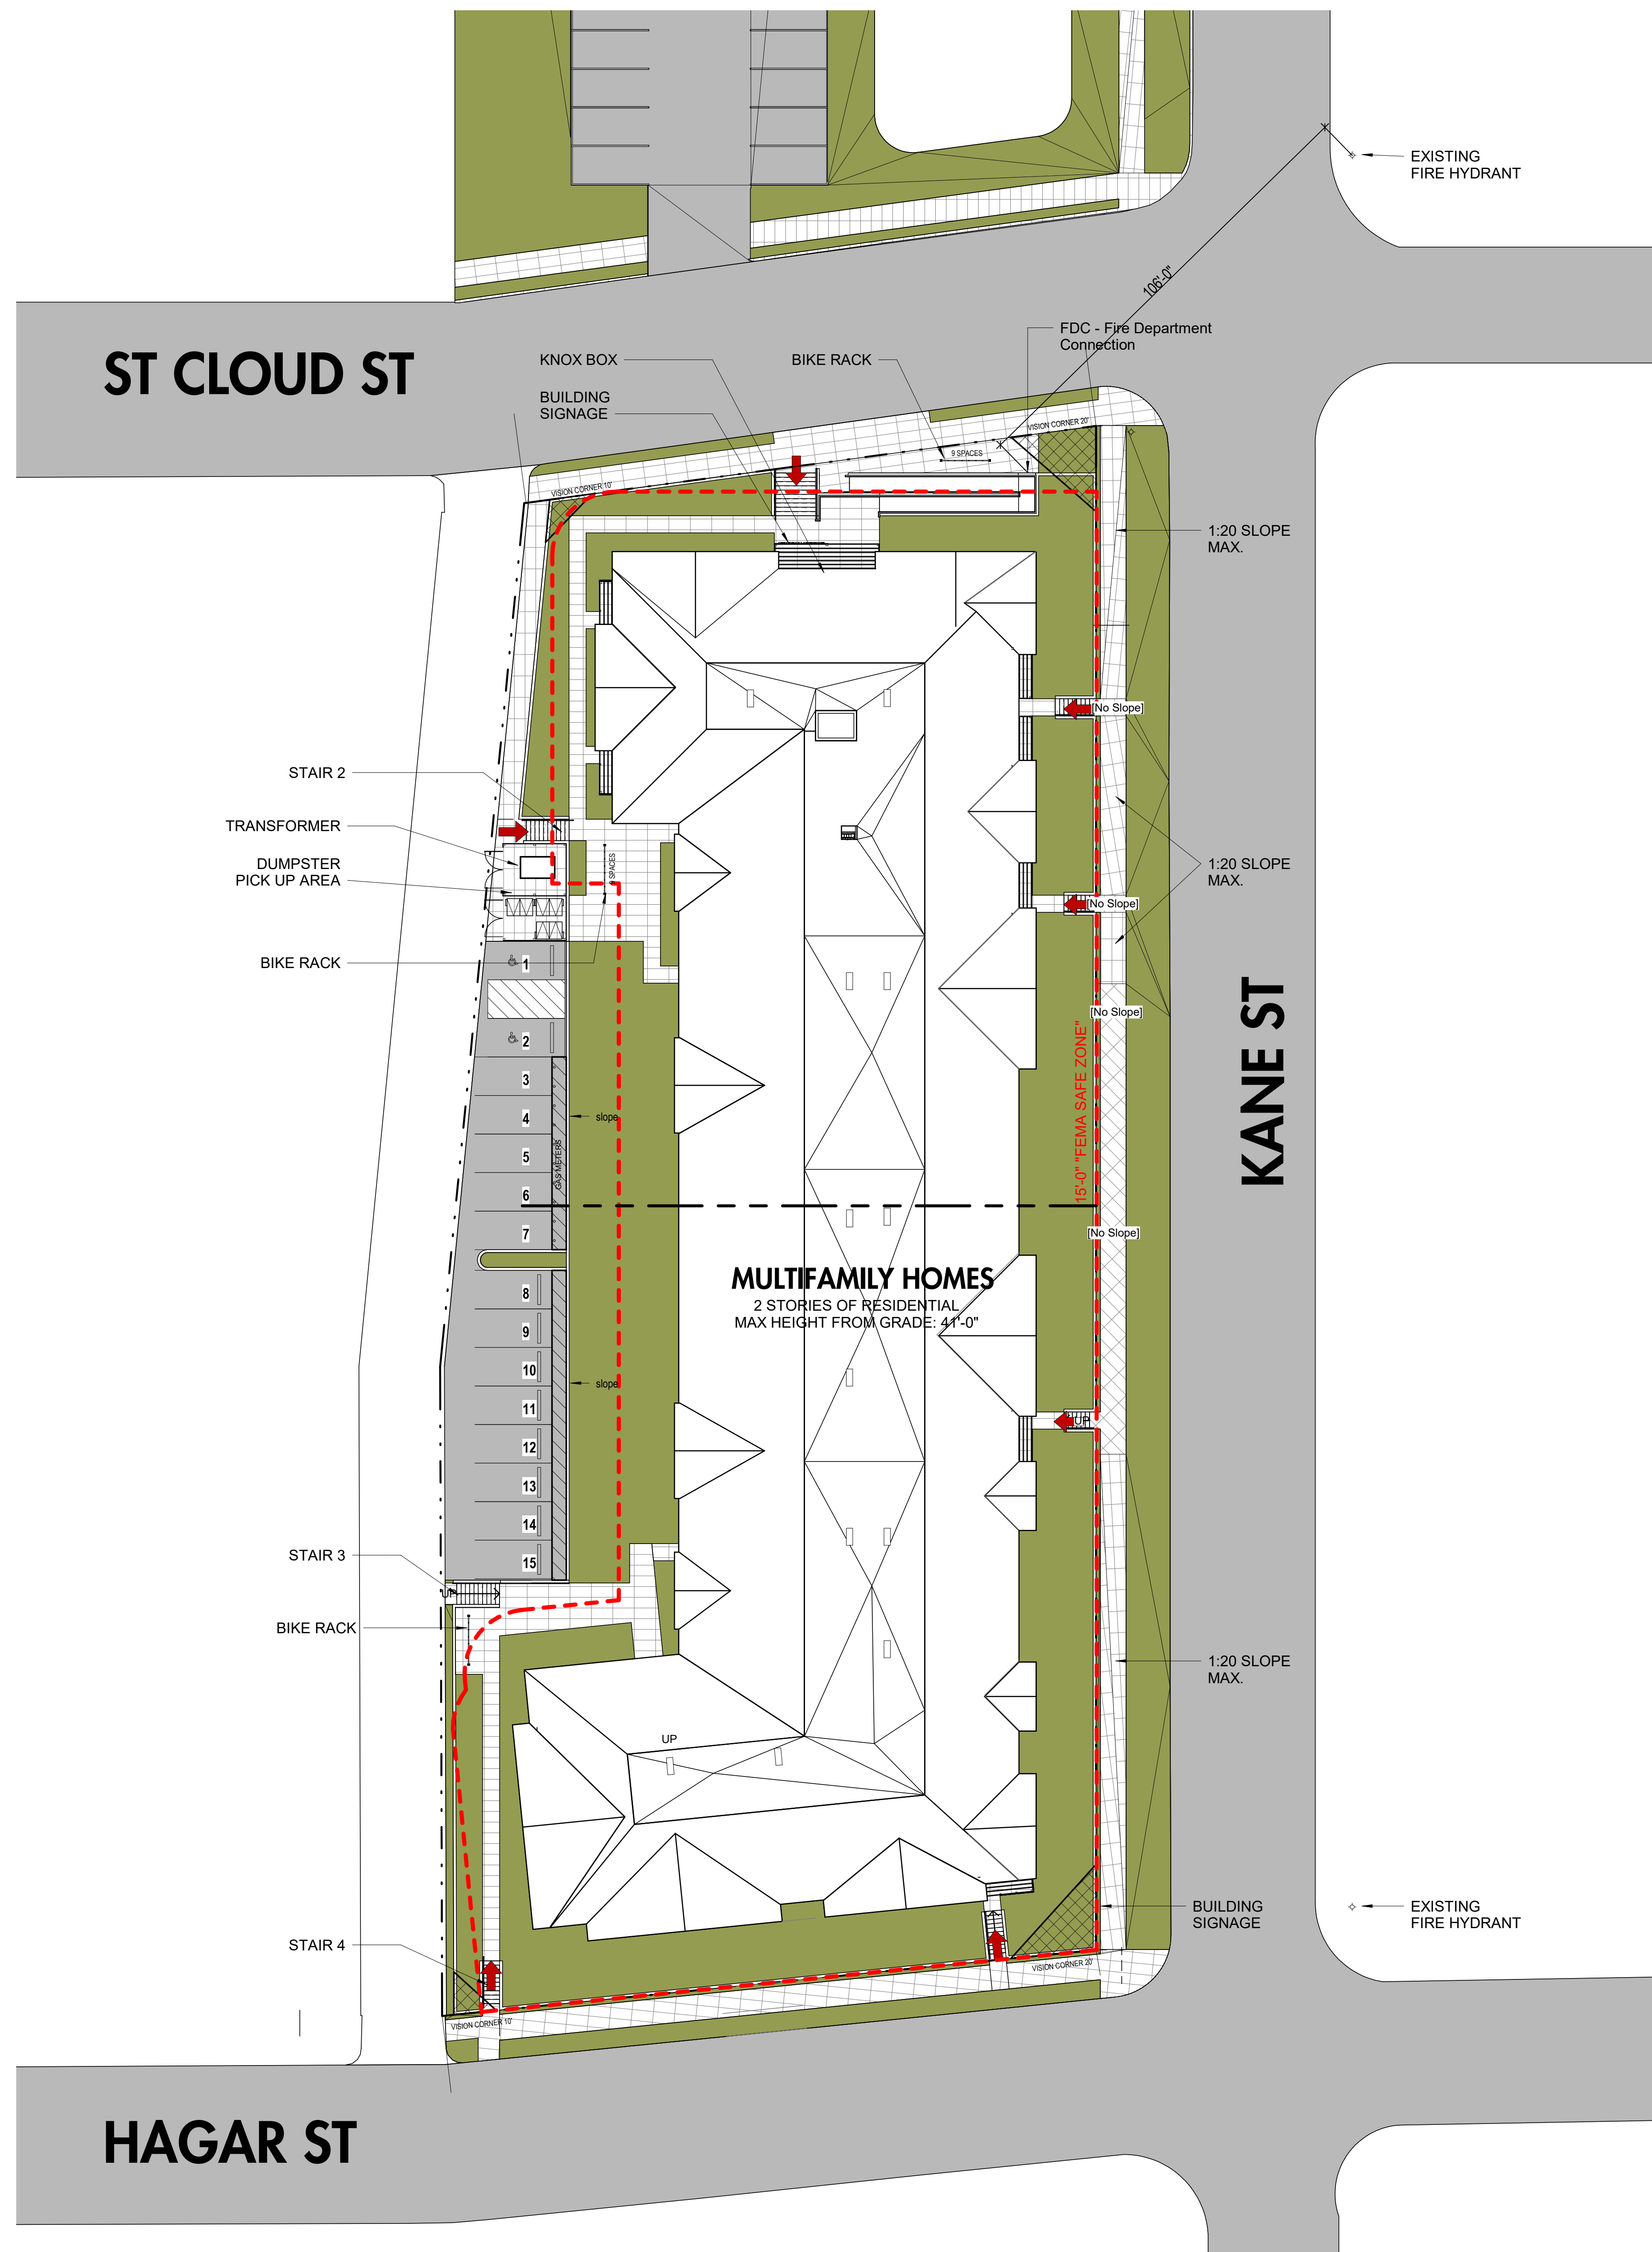 EXISTING
FIRE HYDRANT
106'-0"
FDC - Fire Department
Connection
ST CLOUD ST
KNOX BOX
BIKE RACK
BUILDING
SIGNAGE
VISION CORNER 20'
9 SPACES
VISION CORNER 10'
1:20 SLOPE
MAX.
[No Slope]
STAIR 2
TRANSFORMER
DUMPSTER
PICK UP AREA
SPACES
1:20 SLOPE
MAX.
[No Slope]
BIKE RACK
1
2
3
4
5
6
7
slope
GAS METERS
[No Slope]
15'-0" "FEMA SAFE ZONE"
KANE ST
[No Slope]
MULTIFAMILY HOMES
2 STORIES OF RESIDENTIAL
MAX HEIGHT FROM GRADE: 41'-0"
8
9
10
11
12
13
14
15
slope
UP
STAIR 3
UP
BIKE RACK
1:20 SLOPE
MAX.
UP
BUILDING
SIGNAGE
EXISTING
FIRE HYDRANT
STAIR 4
VISION CORNER 20'
VISION CORNER 10'
HAGAR ST